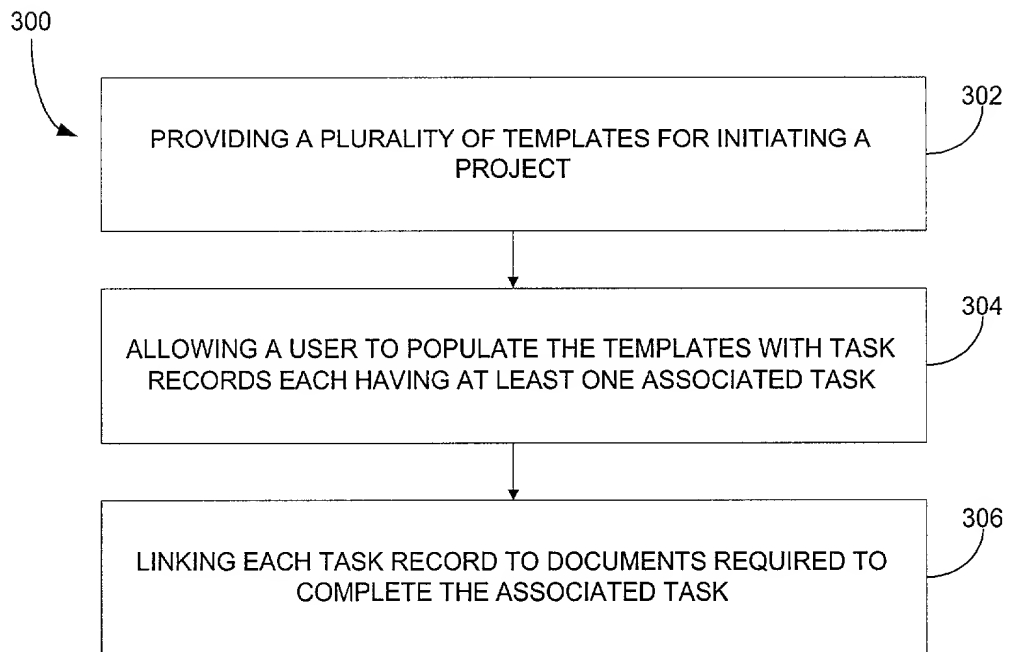 300
302
PROVIDING A PLURALITY OF TEMPLATES FOR INITIATING A
PROJECT
304
ALLOWING A USER TO POPULATE THE TEMPLATES WITH TASK
RECORDS EACH HAVING AT LEAST ONE ASSOCIATED TASK
306
LINKING EACH TASK RECORD TO DOCUMENTS REQUIRED TO
COMPLETE THE ASSOCIATED TASK